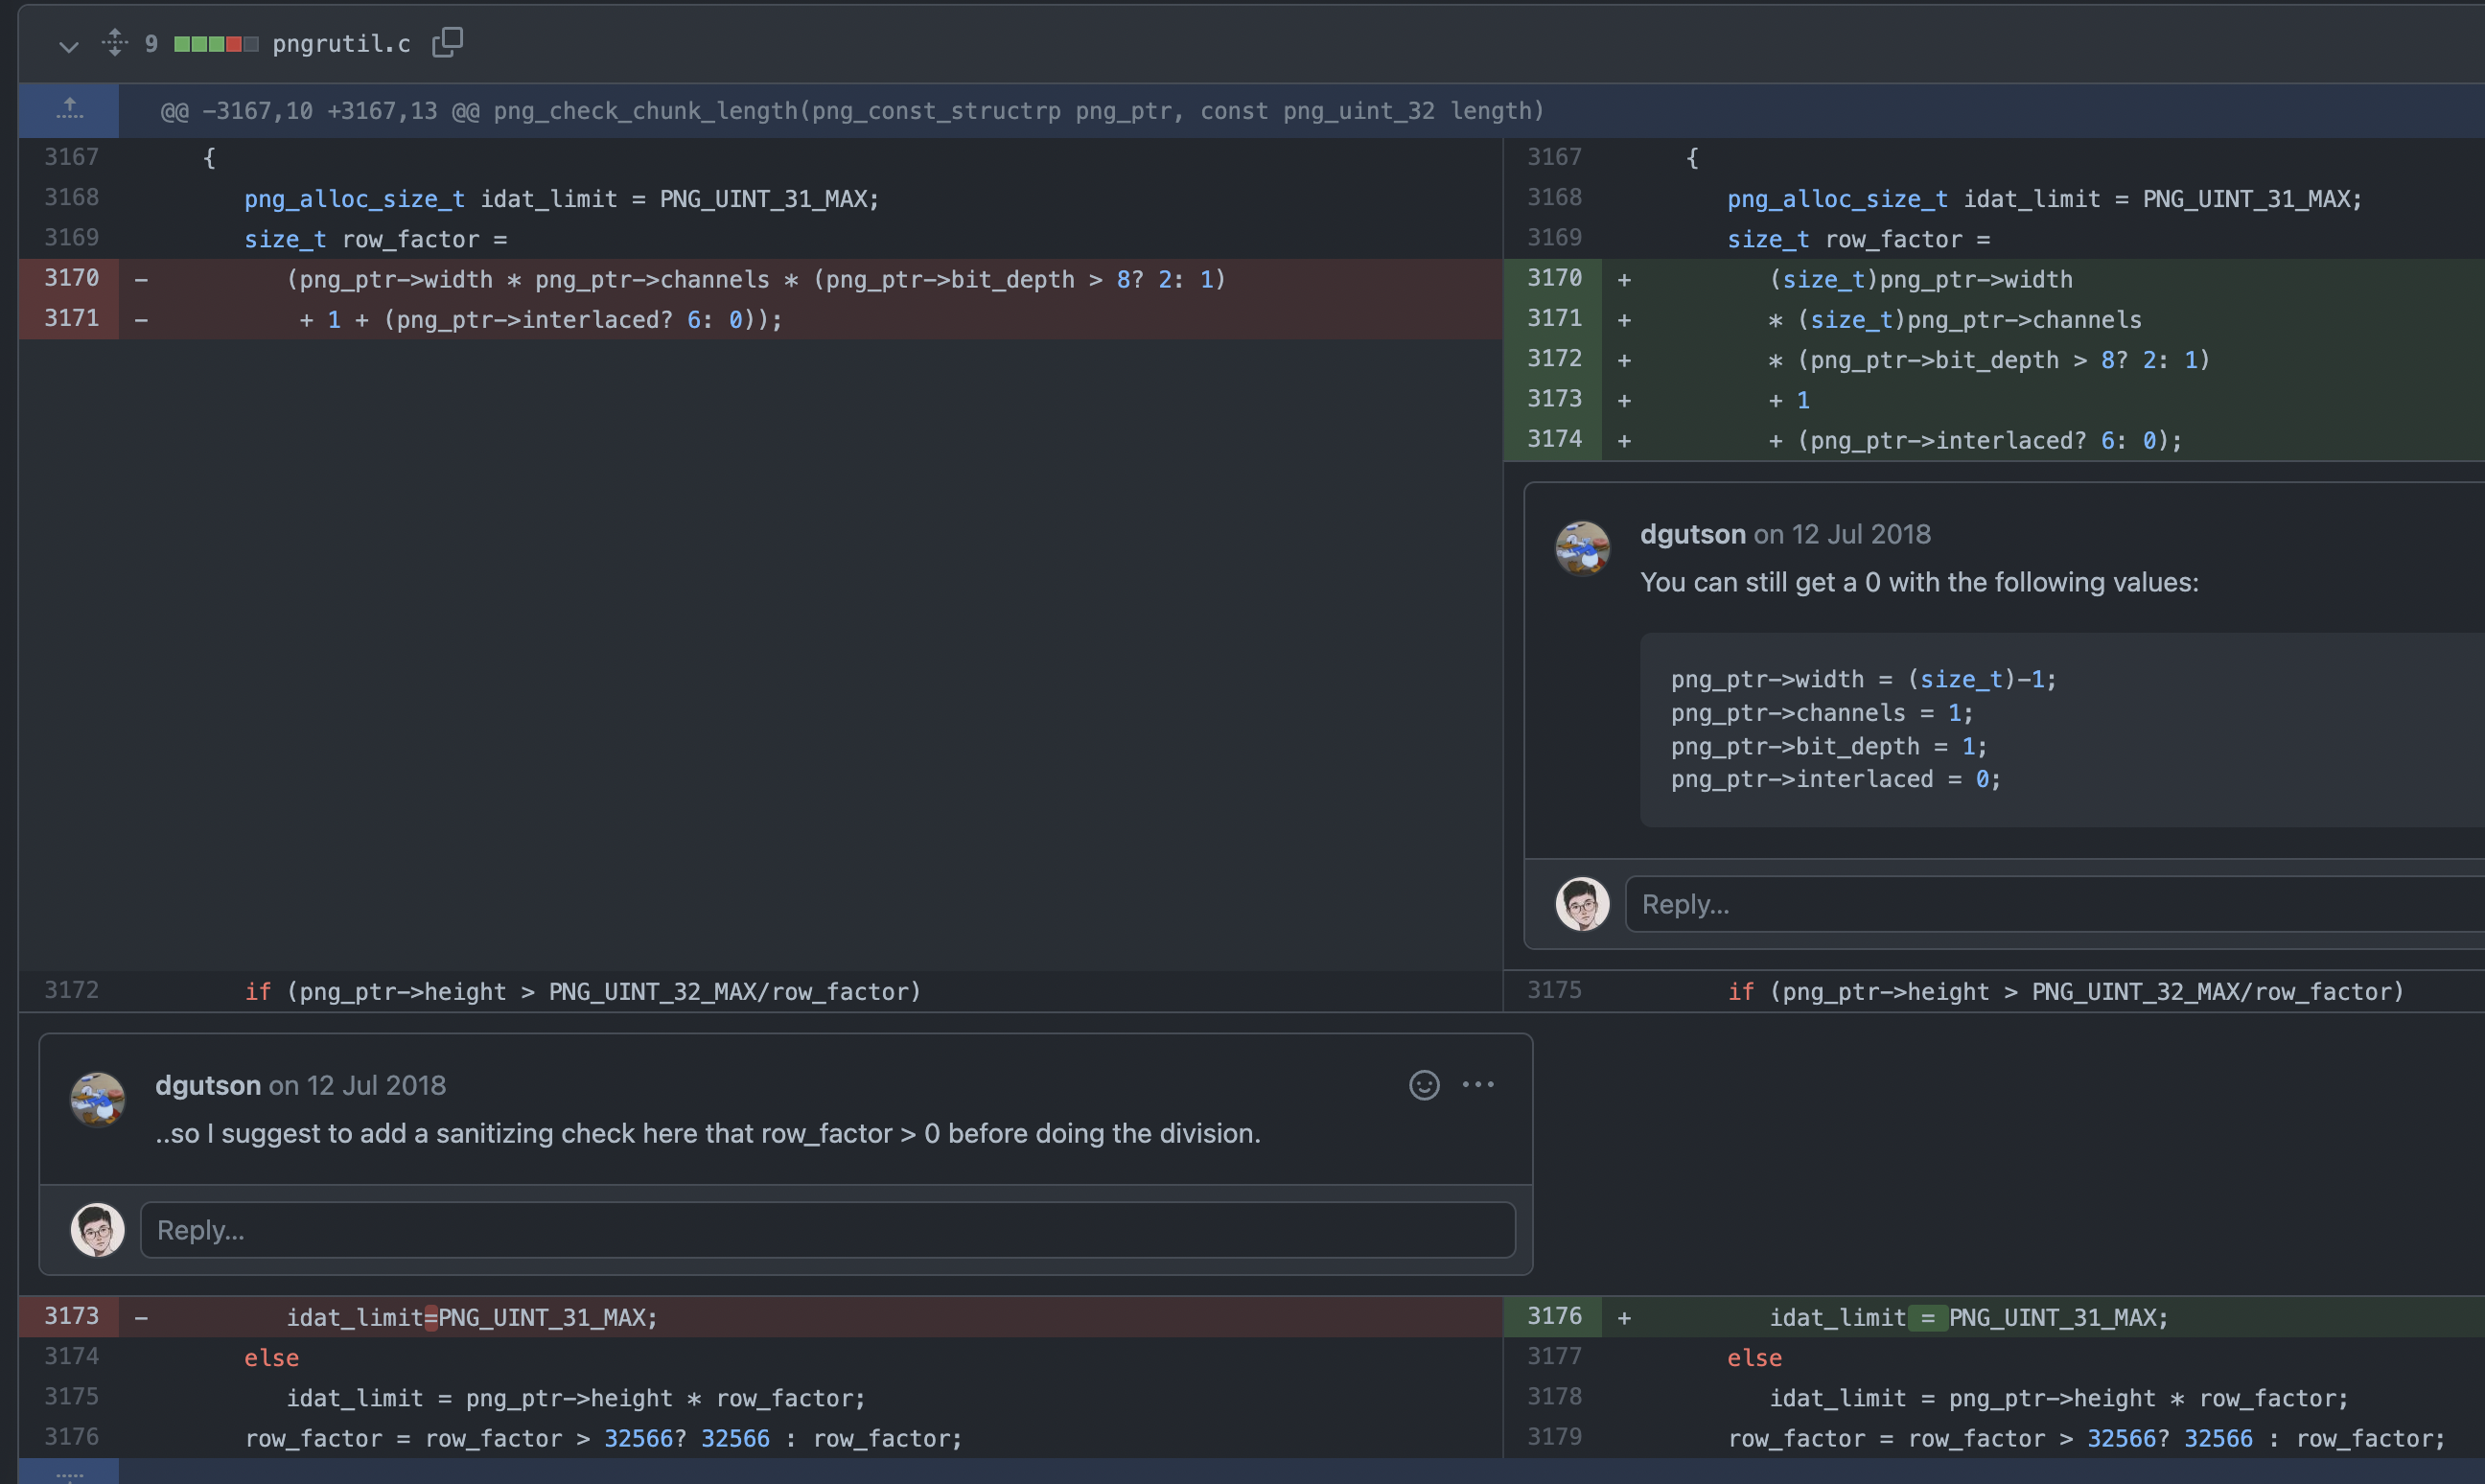 9 pngrutil.c
@@ -3167,10 +3167,13 @@ png_check_chunk_length(png_const_structrp png_ptr, const png_uint_32 length)
3167 {
3168 png_alloc_size_t idat_limit = PNG_UINT_31_MAX;
3169 size_t row_factor =
3170 - (png_ptr->width * png_ptr->channels * (png_ptr->bit_depth > 8? 2: 1)
3171 - + 1 + (png_ptr->interlaced? 6: 0));
3167 {
3168 png_alloc_size_t idat_limit = PNG_UINT_31_MAX;
3169 size_t row_factor =
3170 + (size_t)png_ptr->width
3171 + * (size_t)png_ptr->channels
3172 + * (png_ptr->bit_depth > 8? 2: 1)
3173 + + 1
3174 + + (png_ptr->interlaced? 6: 0);
dgutson on 12 Jul 2018
You can still get a 0 with the following values:
png_ptr->width = (size_t)-1;
png_ptr->channels = 1;
png_ptr->bit_depth = 1;
png_ptr->interlaced = 0;
Reply...
3172 if (png_ptr->height > PNG_UINT_32_MAX/row_factor)
3175 if (png_ptr->height > PNG_UINT_32_MAX/row_factor)
dgutson on 12 Jul 2018
..so I suggest to add a sanitizing check here that row_factor > 0 before doing the division.
Reply...
3173 - idat_limit=PNG_UINT_31_MAX;
3174 else
3175 idat_limit = png_ptr->height * row_factor;
3176 row_factor = row_factor > 32566? 32566 : row_factor;
3176 + idat_limit = PNG_UINT_31_MAX;
3177 else
3178 idat_limit = png_ptr->height * row_factor;
3179 row_factor = row_factor > 32566? 32566 : row_factor;